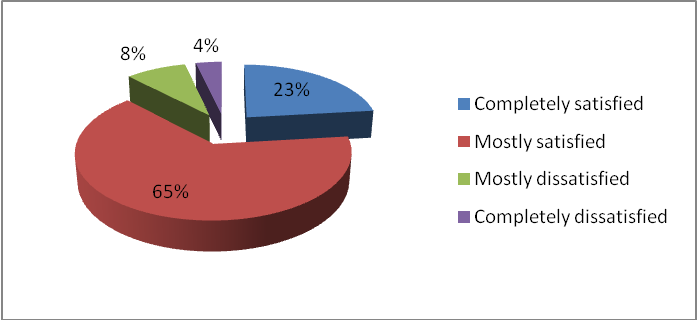 4%
8%
23%
65%
Completely satisfied
Mostly satisfied
Mostly dissatisfied
Completely dissatisfied